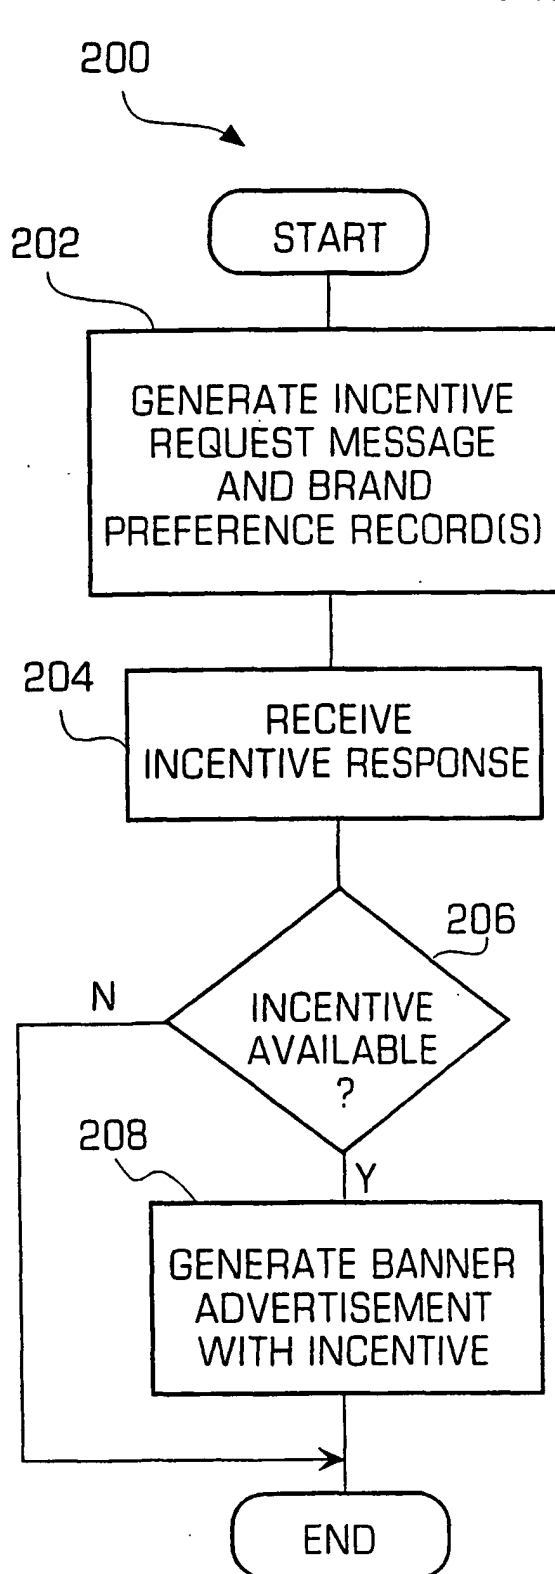 200
START
202
GENERATE INCENTIVE
REQUEST MESSAGE
AND BRAND
PREFERENCE RECORD(S)
204
RECEIVE
INCENTIVE RESPONSE
206
N
INCENTIVE
AVAILABLE
?
208
Y
GENERATE BANNER
ADVERTISEMENT
WITH INCENTIVE
END